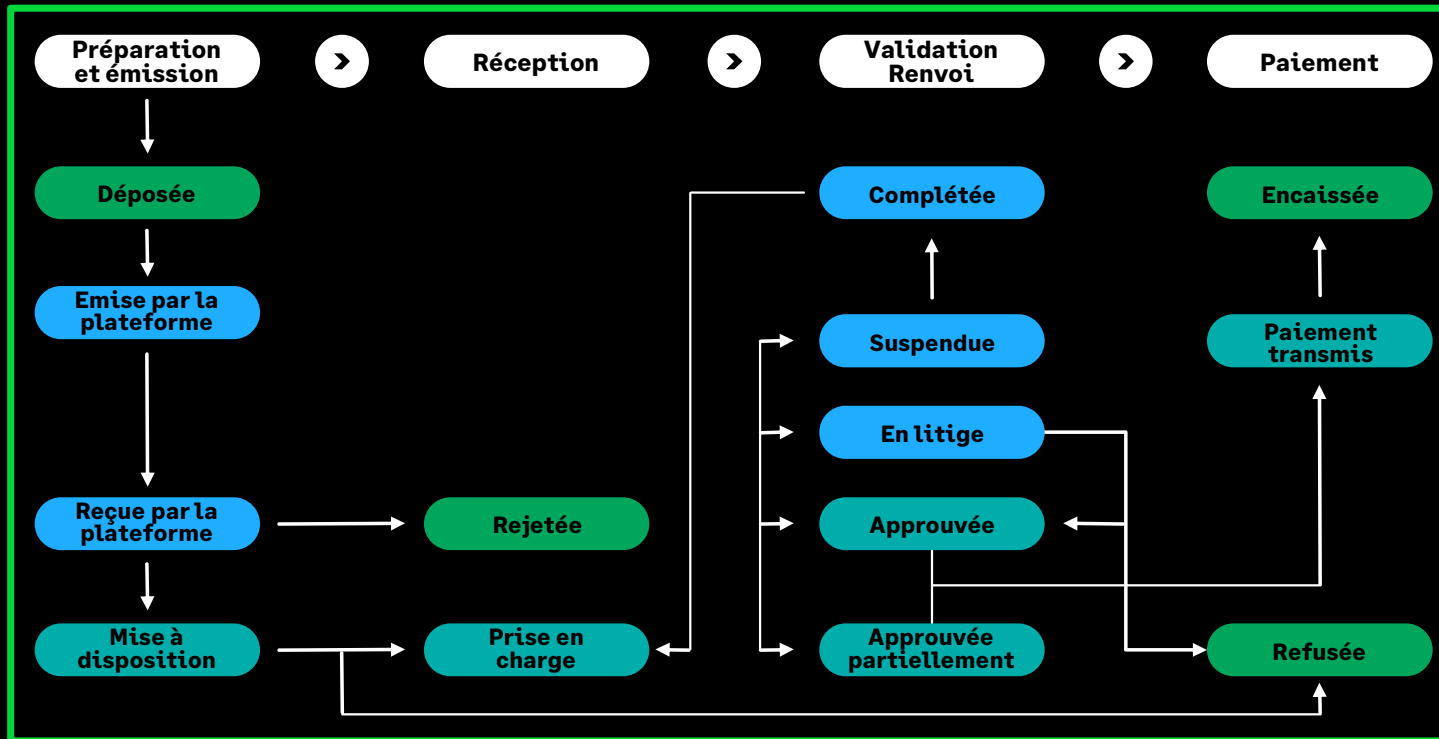 Préparation
et émission
Réception
Validation
Renvoi
Paiement
Déposée
Complétée
Encaissée
Emise par la
plateforme
Suspendue
Paiement
transmis
En litige
Reçue par la
plateforme
Rejetée
Approuvée
Mise à
disposition
Prise en
charge
Approuvée
partiellement
Refusée